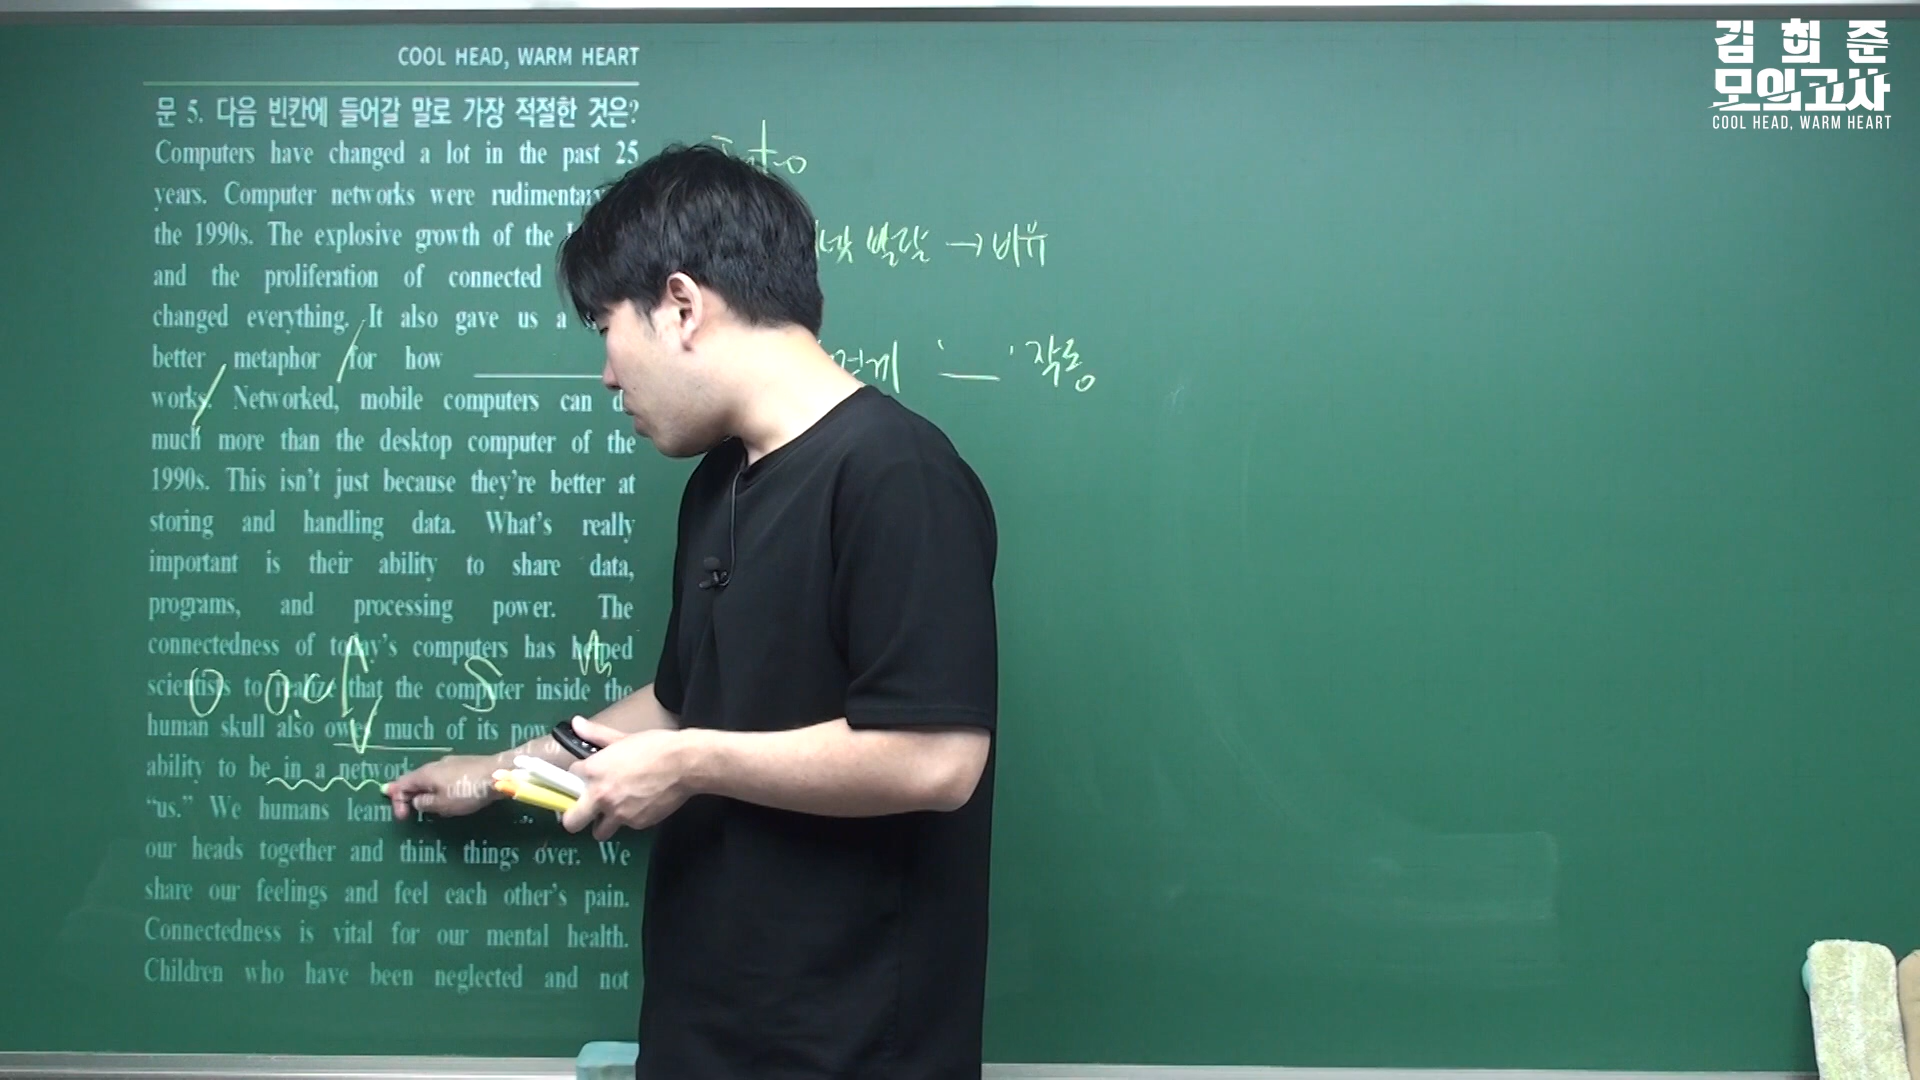 COOL HEAD, WARM HEART
문 5. 다음 빈칸에 들어갈 말로 가장 적절한 것은?
Computers have changed a lot in the past 25
years. Computer networks were rudimentary
the 1990s. The explosive growth of the
and the proliferation of connected
changed everything. It also gave us a
better metaphor for how
works. Networked, mobile computers can
much more than the desktop computer of the
1990s. This isn't just because they're better at
storing and handling data. What's really
important is their ability to share data,
programs, and processing power. The
connectedness of today's computers has helped
scientists to realize that the computer inside the
human skull also owes much of its
ability to be in a network other
“us.” We humans learn
our heads together and think things over. We
share our feelings and feel each other's pain.
Connectedness is vital for our mental health.
Children who have been neglected and not
발달 → 비유
' ' 작동
O O.C S
김희준
모의고사
COOL HEAD, WARM HEART